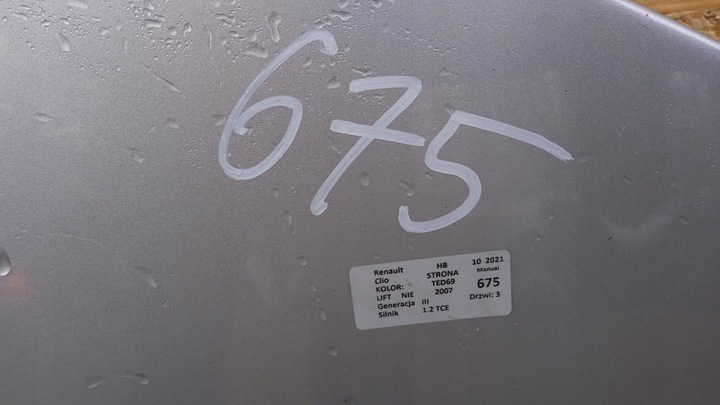 675
Renault HB 10 2021
Clio STRONA Manual
KOLOR: TED69 675
LIFT NIE 2007 Drzwi: 3
Generacja III
Silnik 1.2 TCE